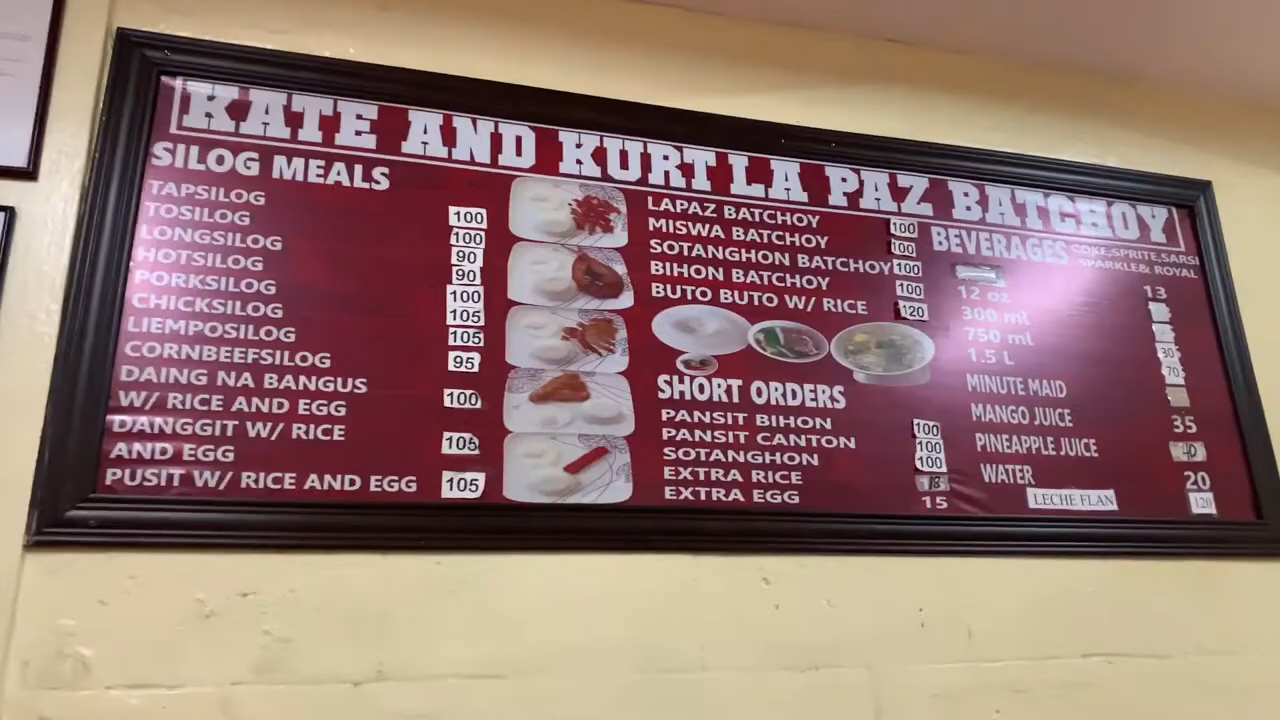 KATE AND KURT LA PAZ BATCHOY
SILOG MEALS
TAPSILOG 100
TOSILOG 100
LONGSILOG 90
HOTSILOG 90
PORKSILOG 100
CHICKSILOG 105
LIEMPOSILOG 105
CORNBEEFSILOG 95
DAING NA BANGUS
W/ RICE AND EGG 100
DANGGIT W/ RICE
AND EGG 105
PUSIT W/ RICE AND EGG 105
LAPAZ BATCHOY 100
MISWA BATCHOY 100
SOTANGHON BATCHOY 100
BIHON BATCHOY 100
BUTO BUTO W/ RICE 120
SHORT ORDERS
PANSIT BIHON 100
PANSIT CANTON 100
SOTANGHON 100
EXTRA RICE 18
EXTRA EGG 15
BEVERAGES COKE,SPRITE,SARSI
SPARKLE& ROYAL
13
12 oz
300 ml
750 ml 30
1.5 L 70
MINUTE MAID
MANGO JUICE 35
PINEAPPLE JUICE 40
WATER 20
LECHE FLAN 120